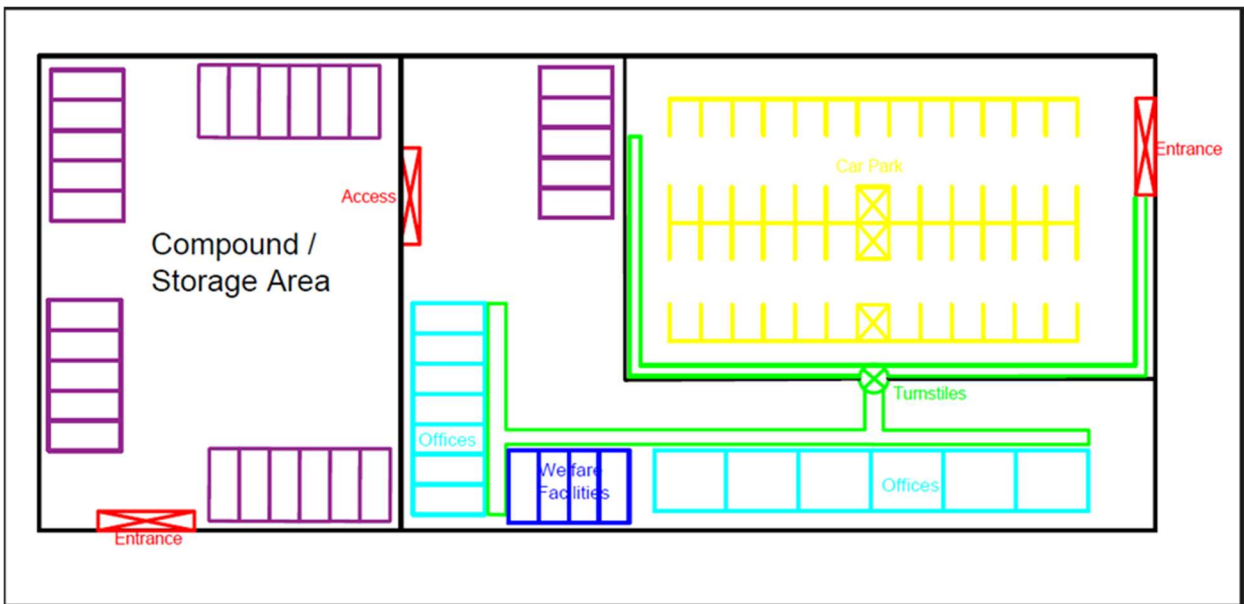 Car Park
Entrance
Access
Compound /
Storage Area
Turnstiles
Offices
Welfare
Facilities
Offices
Entrance